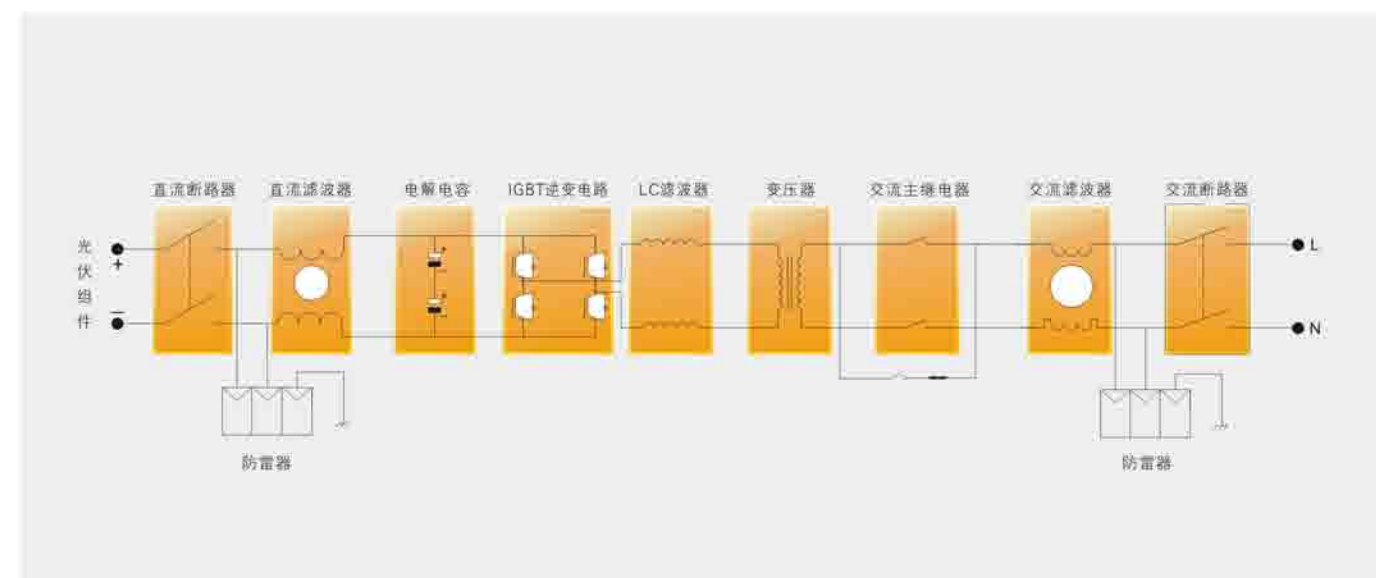 直流断路器
直流滤波器
电解电容
IGBT逆变电路
LC滤波器
变压器
交流主继电器
交流滤波器
交流断路器
光伏组件
+
−
L
N
防雷器
防雷器